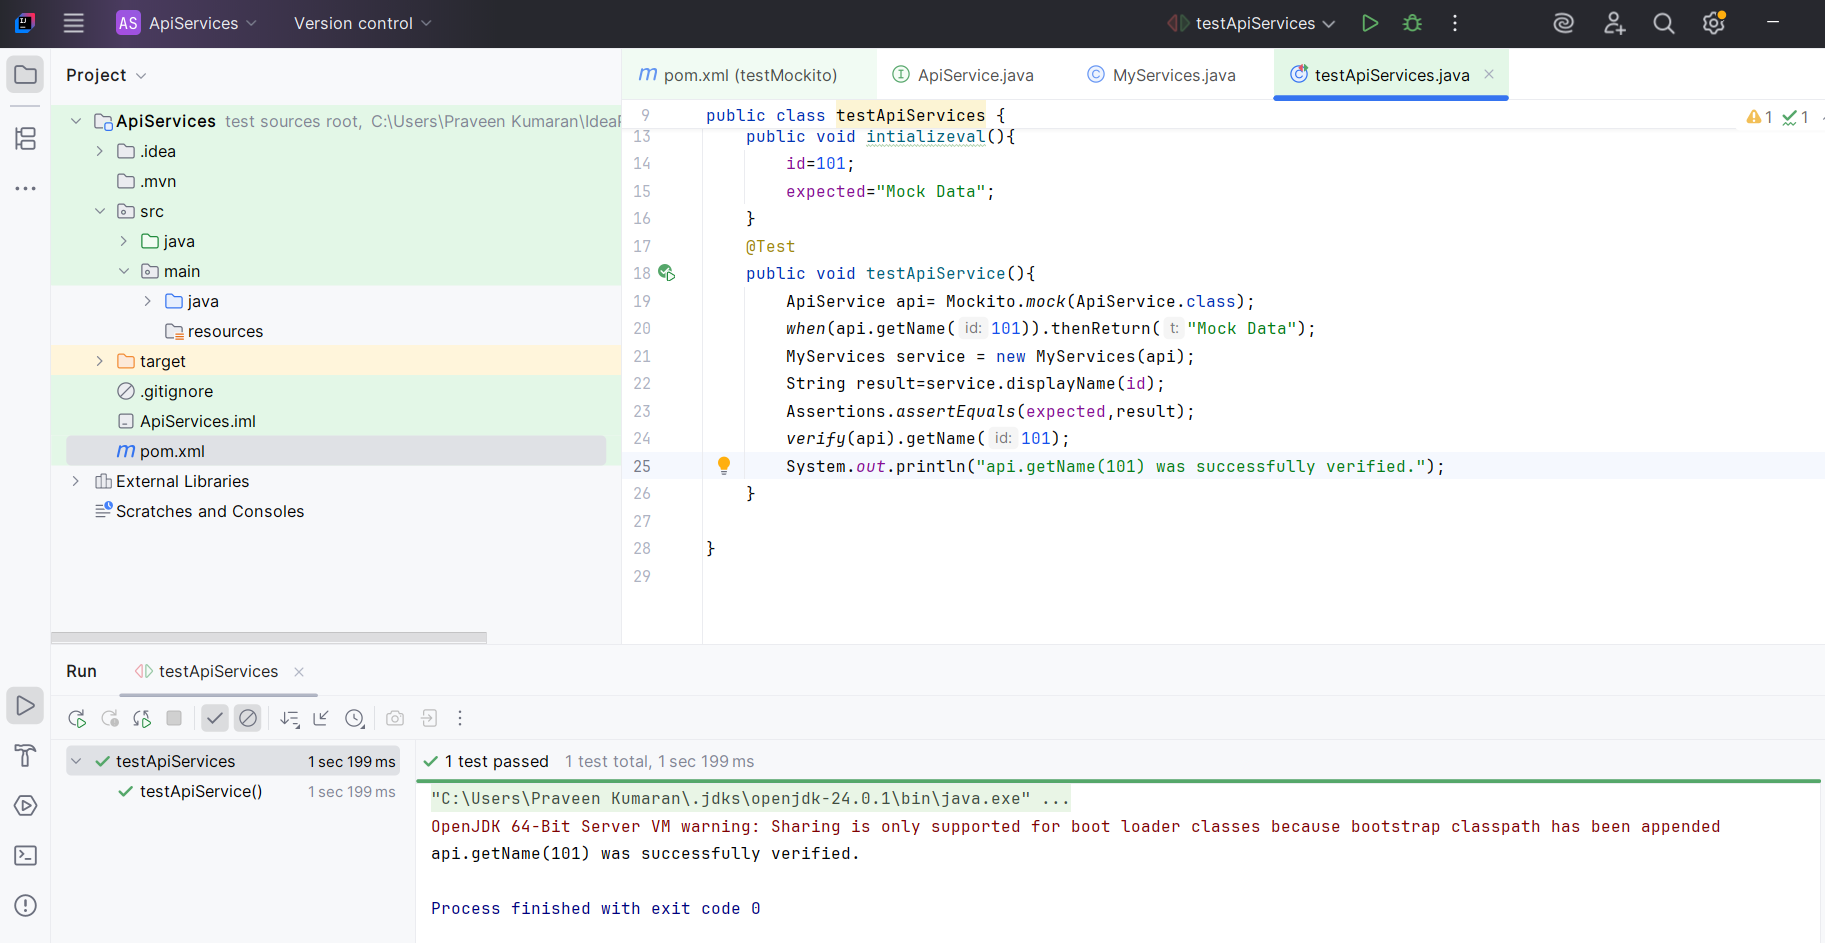 AS ApiServices Version control testApiServices
Project
pom.xml (testMockito) ApiService.java MyServices.java testApiServices.java
ApiServices test sources root, C:\Users\Praveen Kumaran\IdeaP
.idea
.mvn
src
java
main
java
resources
target
.gitignore
ApiServices.iml
pom.xml
External Libraries
Scratches and Consoles
9 public class testApiServices {
1 1
13 public void intializeval(){
14 id=101;
15 expected="Mock Data";
16 }
17 @Test
18 public void testApiService(){
19 ApiService api= Mockito.mock(ApiService.class);
20 when(api.getName( id: 101)).thenReturn( t: "Mock Data");
21 MyServices service = new MyServices(api);
22 String result=service.displayName(id);
23 Assertions.assertEquals(expected,result);
24 verify(api).getName( id: 101);
25 System.out.println("api.getName(101) was successfully verified.");
26 }
27
28 }
29
Run testApiServices
testApiServices 1 sec 199 ms
testApiService() 1 sec 199 ms
1 test passed 1 test total, 1 sec 199 ms
"C:\Users\Praveen Kumaran\.jdks\openjdk-24.0.1\bin\java.exe" ...
OpenJDK 64-Bit Server VM warning: Sharing is only supported for boot loader classes because bootstrap classpath has been appended
api.getName(101) was successfully verified.
Process finished with exit code 0